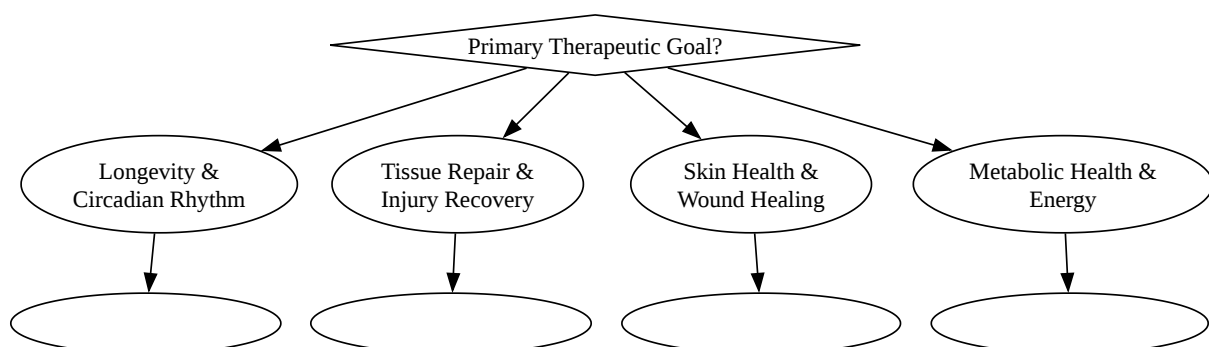 Primary Therapeutic Goal?
Longevity &
Circadian Rhythm
Tissue Repair &
Injury Recovery
Skin Health &
Wound Healing
Metabolic Health &
Energy